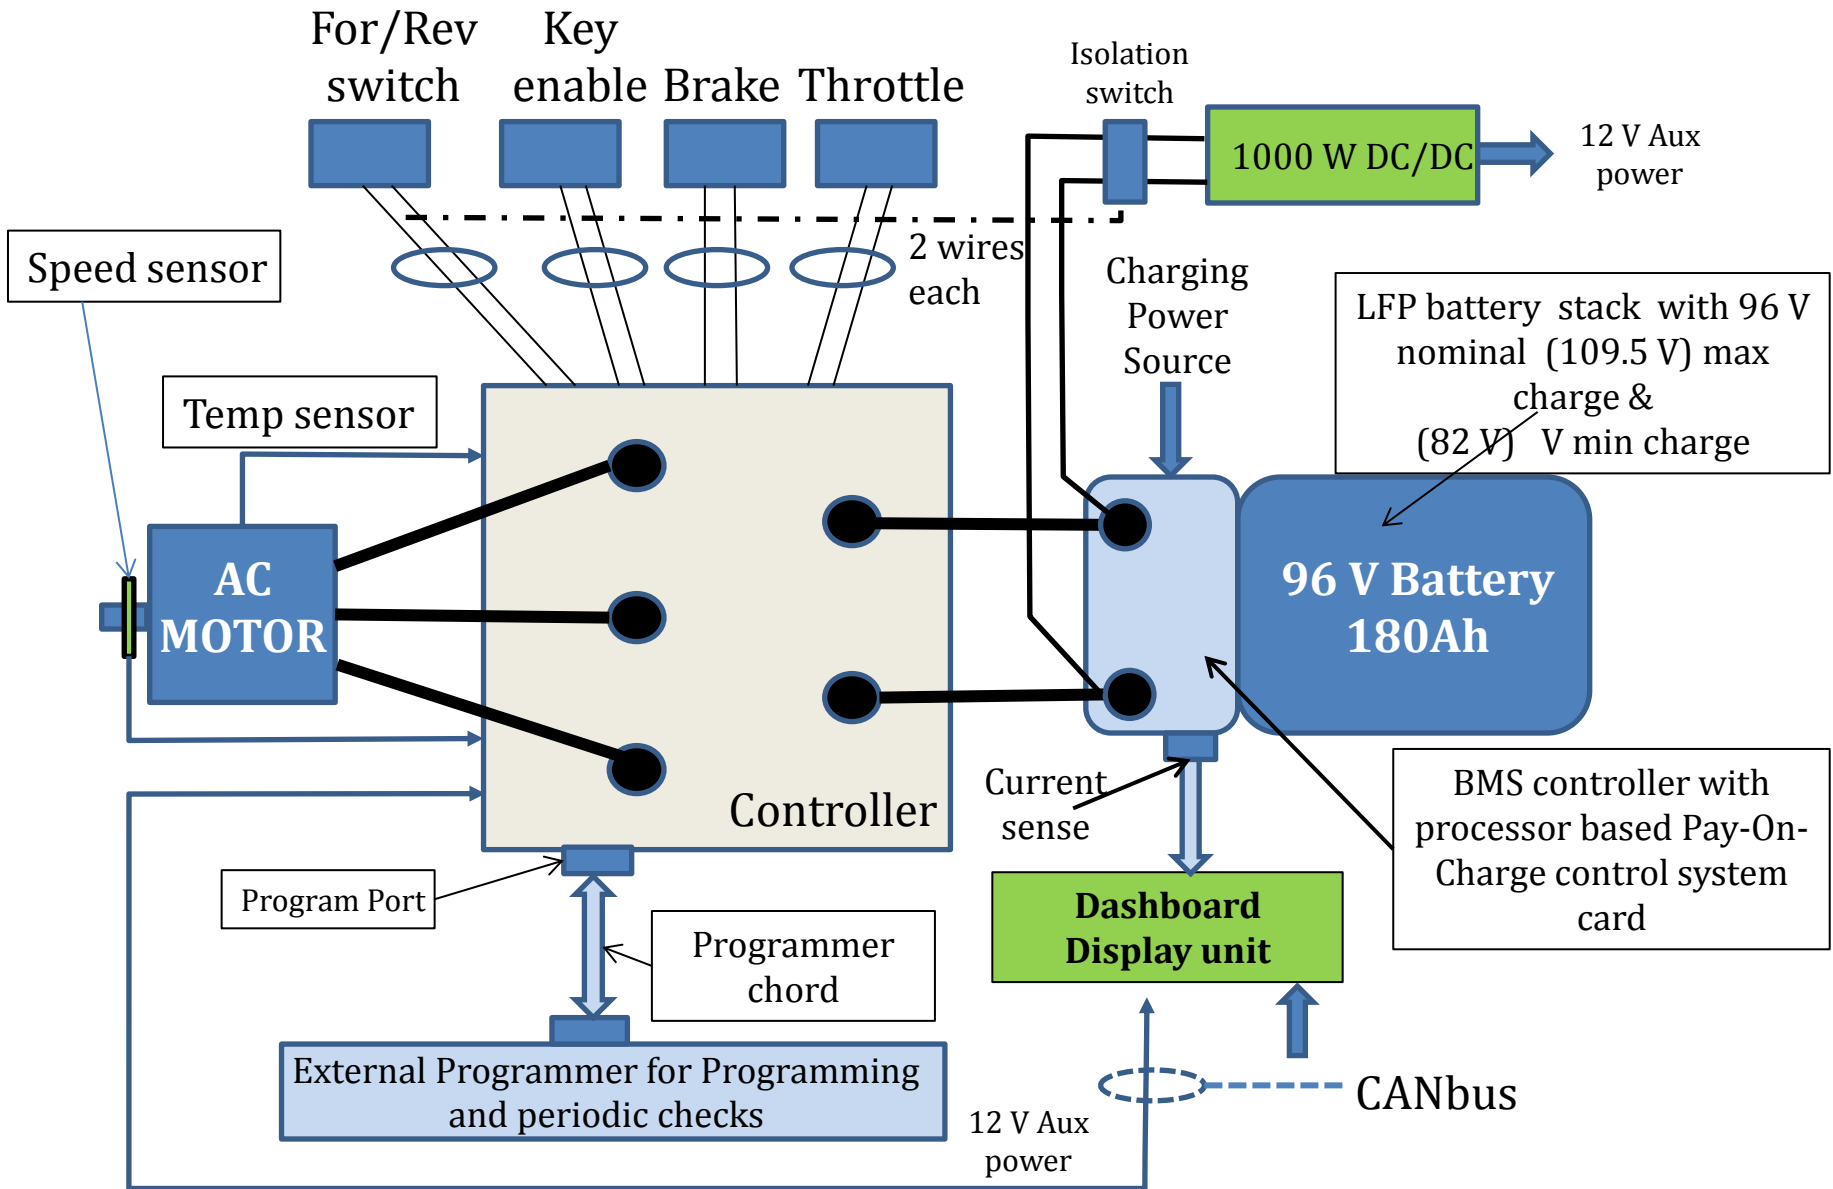 For/Rev
switch
Key
enable
Brake
Throttle
Isolation
switch
1000 W DC/DC
12 V Aux
power
2 wires
each
Speed sensor
Charging
Power
Source
LFP battery stack with 96 V
nominal (109.5 V) max
charge &
(82 V) V min charge
Temp sensor
AC
MOTOR
96 V Battery
180Ah
Controller
Current
sense
BMS controller with
processor based Pay-On-
Charge control system
card
Program Port
Programmer
chord
Dashboard
Display unit
External Programmer for Programming
and periodic checks
CANbus
12 V Aux
power